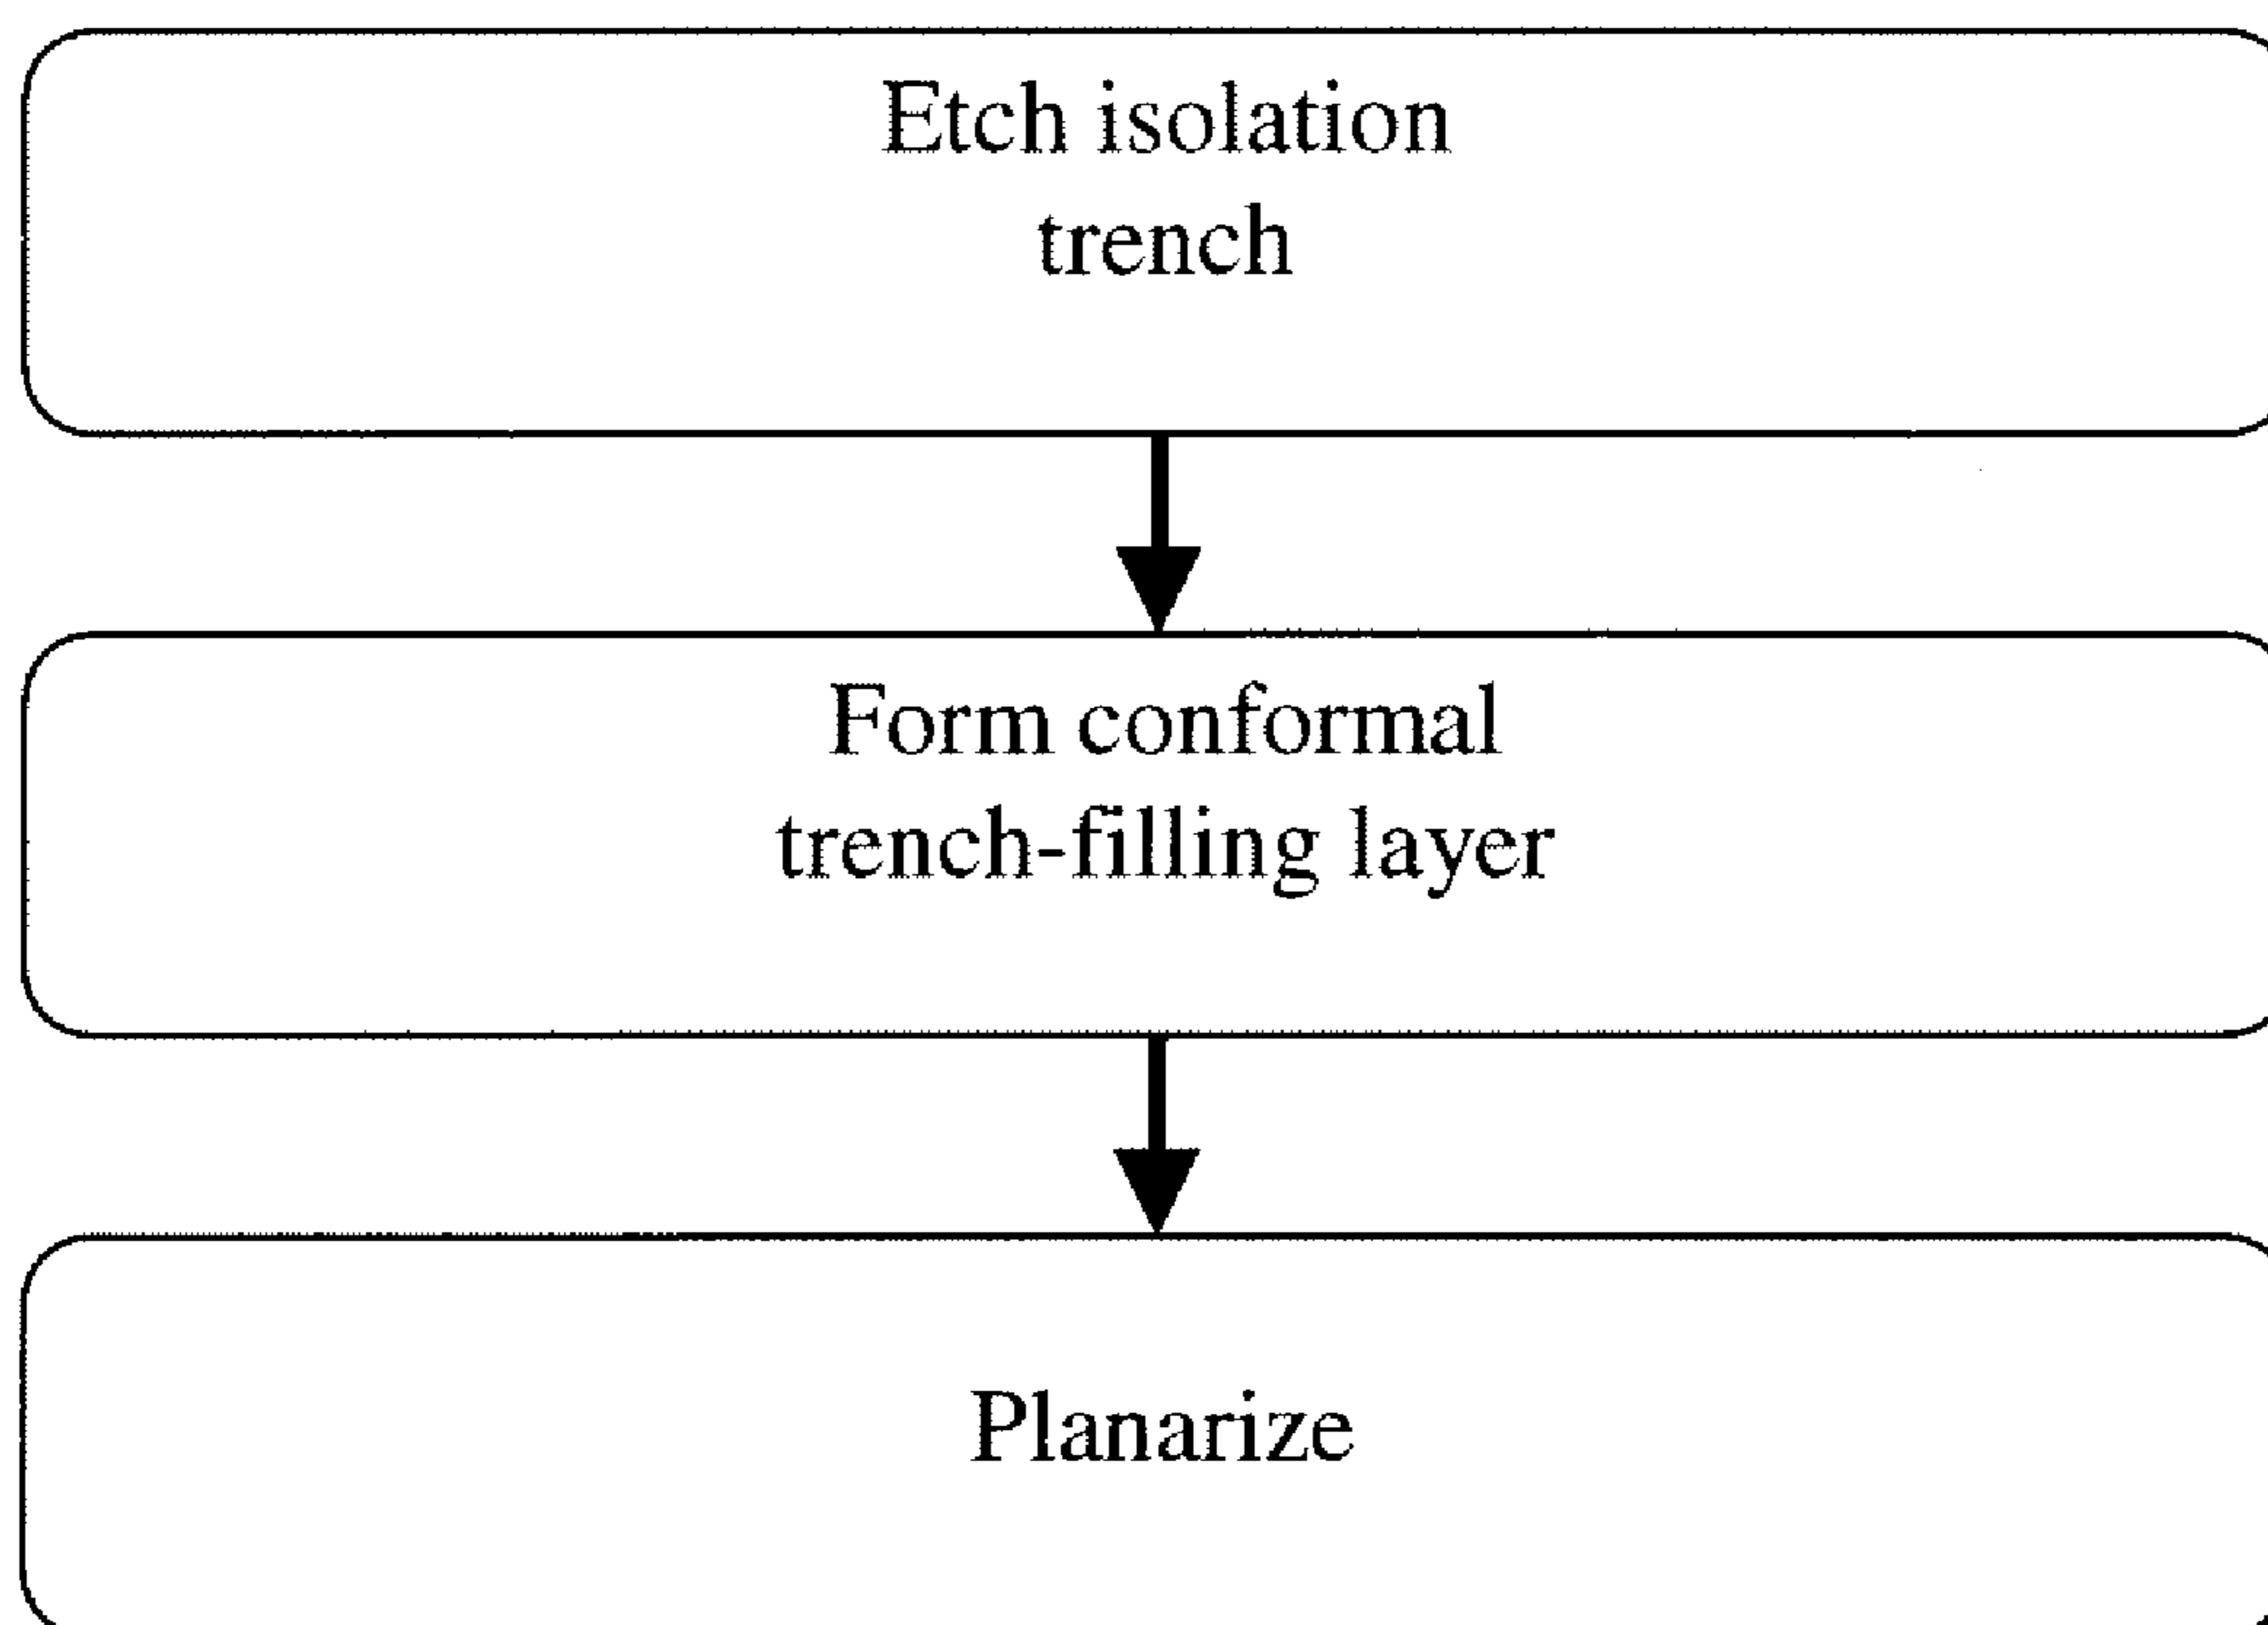 Etch isolation
trench
Form conformal
trench-filling layer
Planarize